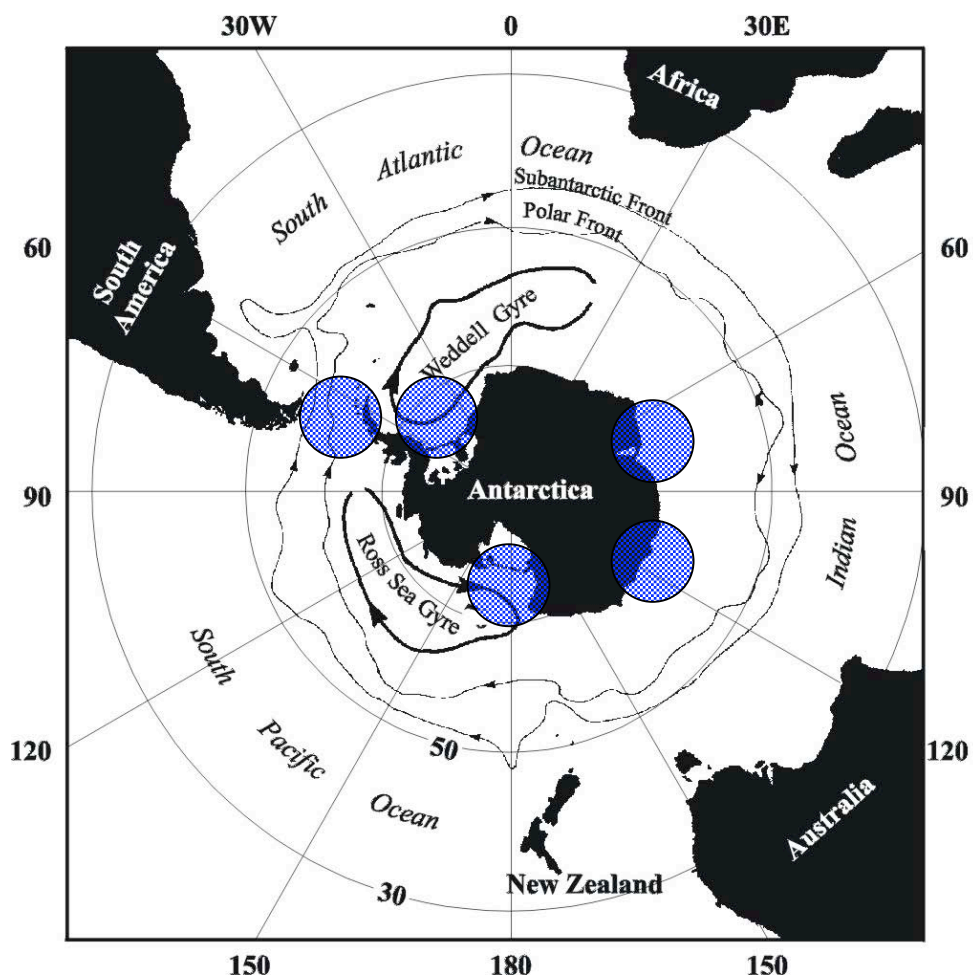 30W
0
30E
Africa
Atlantic
Ocean
South
Subantarctic Front
Polar Front
60
60
South
America
Weddell Gyre
Ocean
Antarctica
90
90
Indian
Ross Sea Gyre
South
Pacific
50
120
120
Ocean
Australia
30
New Zealand
150
180
150